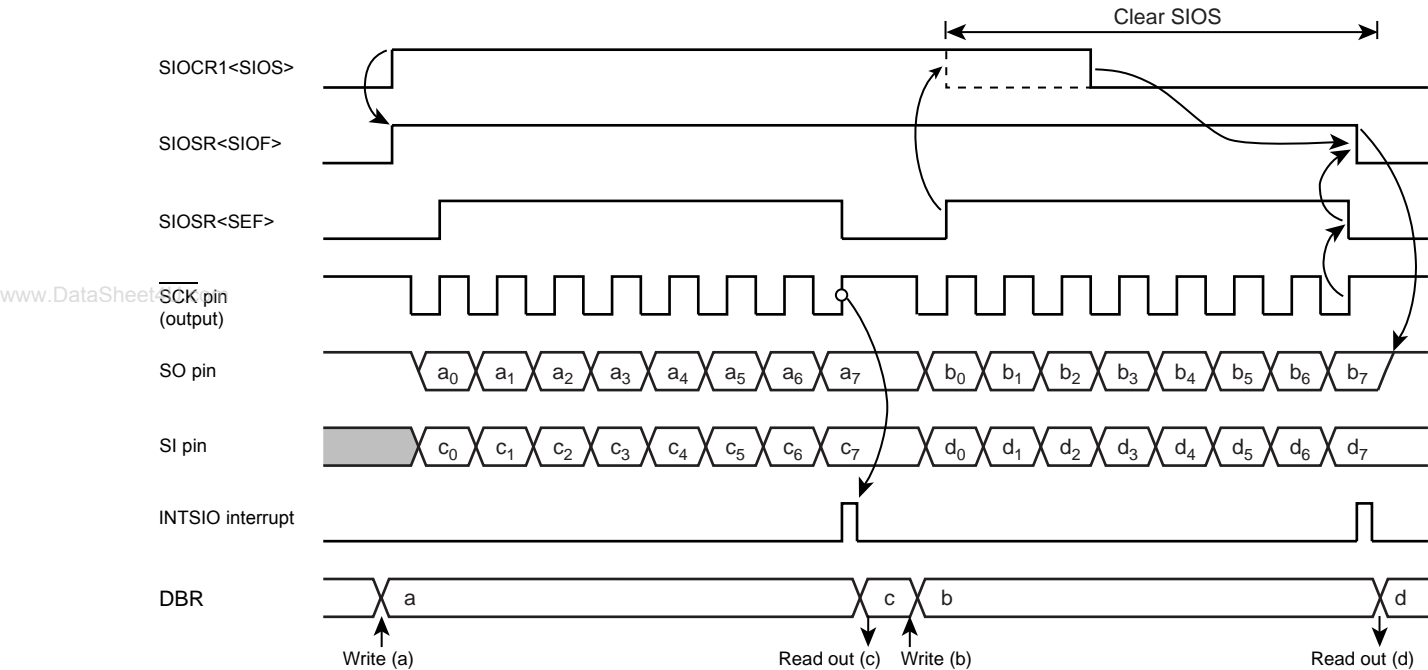 Clear SIOS
SIOCR1<SIOS>
SIOSR<SIOF>
SIOSR<SEF>
www.DataSheet4U.com
SCK pin
(output)
SO pin
a0 a1 a2 a3 a4 a5 a6 a7 b0 b1 b2 b3 b4 b5 b6 b7
SI pin
c0 c1 c2 c3 c4 c5 c6 c7 d0 d1 d2 d3 d4 d5 d6 d7
INTSIO interrupt
DBR
a c b d
Write (a) Read out (c) Write (b) Read out (d)